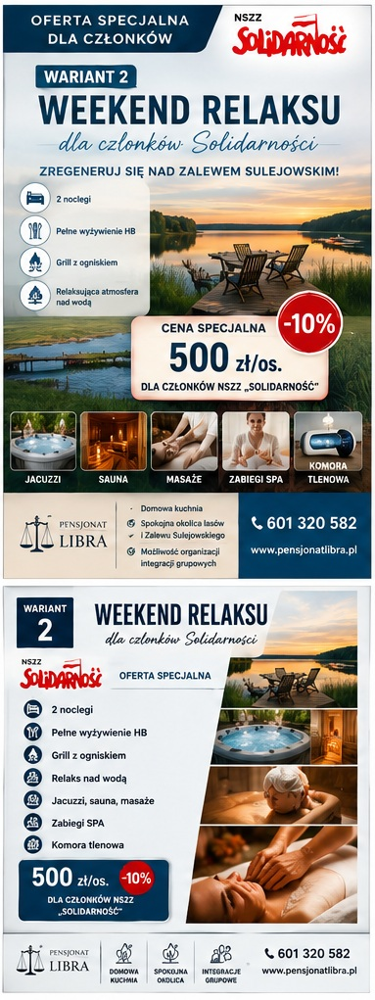 OFERTA SPECJALNA
DLA CZŁONKÓW
NSZZ
Solidarność
WARIANT 2
WEEKEND RELAKSU
dla członków Solidarności
ZREGENERUJ SIĘ NAD ZALEWEM SULEJOWSKIM!
2 noclegi
Pełne wyżywienie HB
Grill z ogniskiem
Relaksująca atmosfera
nad wodą
CENA SPECJALNA
-10%
500 zł/os.
DLA CZŁONKÓW NSZZ „SOLIDARNOŚĆ”
JACUZZI
SAUNA
MASAŻE
ZABIEGI SPA
KOMORA
TLENOWA
PENSJONAT
LIBRA
Domowa kuchnia
Spokojna okolica lasów
i Zalewu Sulejowskiego
Możliwość organizacji
integracji grupowych
601 320 582
www.pensjonatlibra.pl
WARIANT
2
WEEKEND RELAKSU
dla członków Solidarności
NSZZ
Solidarność
OFERTA SPECJALNA
2 noclegi
Pełne wyżywienie HB
Grill z ogniskiem
Relaks nad wodą
Jacuzzi, sauna, masaże
Zabiegi SPA
Komora tlenowa
500 zł/os.
-10%
DLA CZŁONKÓW NSZZ
„SOLIDARNOŚĆ”
PENSJONAT
LIBRA
DOMOWA
KUCHNIA
SPOKOJNA
OKOLICA
INTEGRACJE
GRUPOWE
601 320 582
www.pensjonatlibra.pl